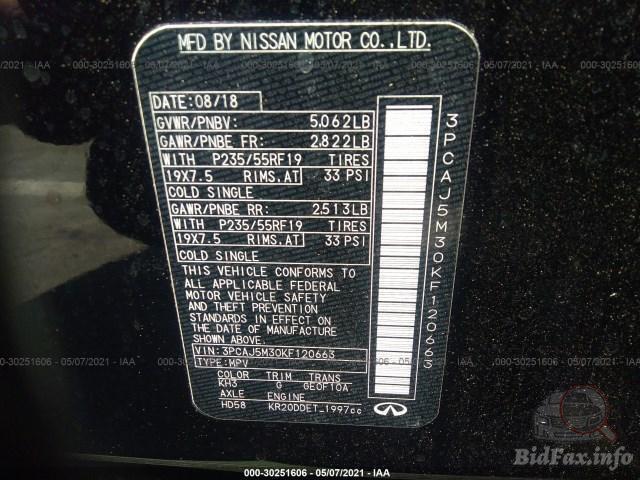 MFD BY NISSAN MOTOR CO.,LTD.
DATE:08/18
GVWR/PNBV: 5.062LB
GAWR/PNBE FR: 2.822LB
WITH P235/55RF19 TIRES
19X7.5 RIMS.AT 33 PSI
COLD SINGLE
GAWR/PNBE RR: 2.513LB
WITH P235/55RF19 TIRES
19X7.5 RIMS.AT 33 PSI
COLD SINGLE
THIS VEHICLE CONFORMS TO
ALL APPLICABLE FEDERAL
MOTOR VEHICLE SAFETY
AND THEFT PREVENTION
STANDARDS IN EFFECT ON
THE DATE OF MANUFACTURE
SHOWN ABOVE.
VIN:3PCAJ5M30KF120663
TYPE:MPV
COLOR TRIM TRIM
KH3 G GEOF10A
AXLE ENGINE
HD58 KR20DDET_1997cc
3PCAJ5M30KF120663
000-30251606 - 05/07/2021 - IAA
BidFax.info